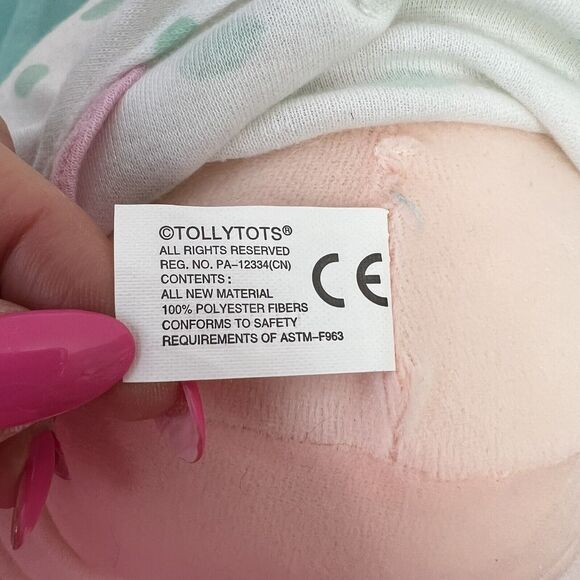 ©TOLLYTOTS®
ALL RIGHTS RESERVED
REG. NO. PA-12334(CN)
CONTENTS:
ALL NEW MATERIAL
100% POLYESTER FIBERS
CONFORMS TO SAFETY
REQUIREMENTS OF ASTM-F963
CE